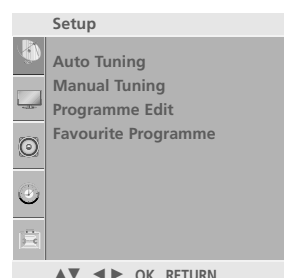 Setup
Auto Tuning
Manual Tuning
Programme Edit
Favourite Programme
▲▼ ◄► OK RETURN